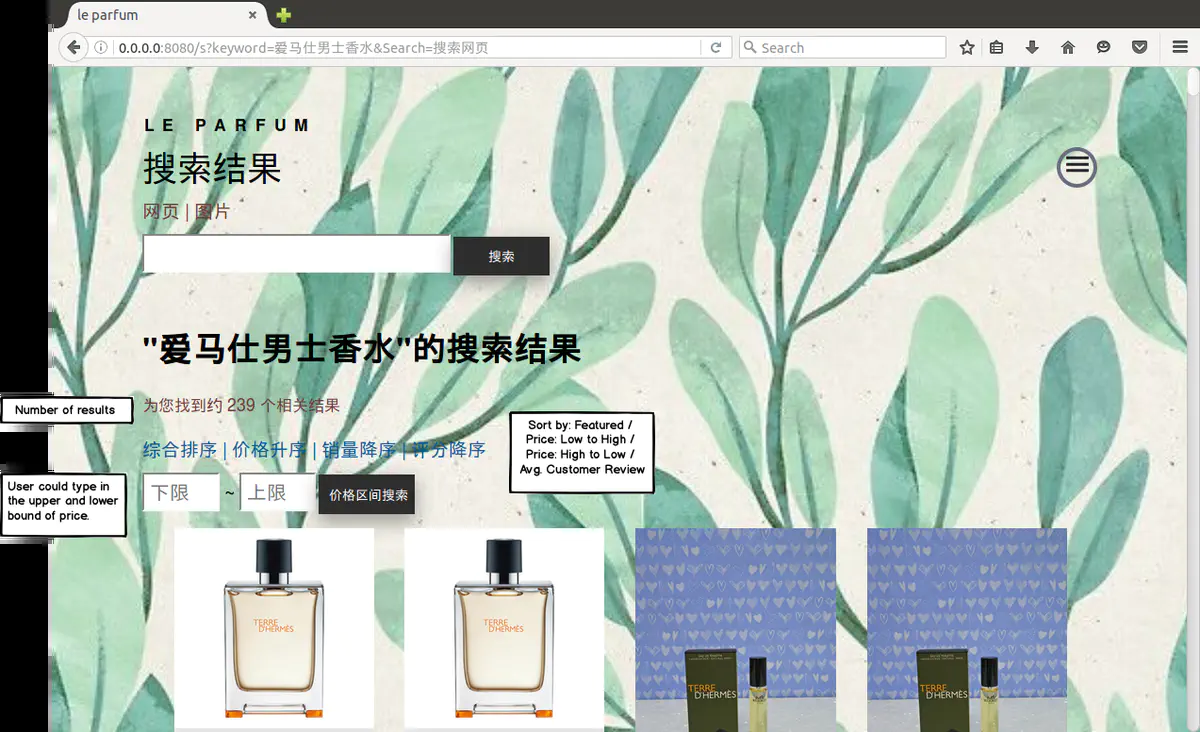 le parfum
0.0.0.0:8080/s?keyword=爱马仕男士香水&Search=搜索网页
Search
LE PARFUM
搜索结果
网页 | 图片
搜索
"爱马仕男士香水"的搜索结果
Number of results
为您找到约 239 个相关结果
Sort by: Featured /
Price: Low to High /
Price: High to Low /
Avg. Customer Review
综合排序 | 价格升序 | 销量降序 | 评分降序
User could type in
the upper and lower
bound of price.
下限 ~ 上限 价格区间搜索
TERRE
D'HERMÈS
TERRE
D'HERMÈS
TERRE
D'HERMÈS
TERRE
D'HERMÈS